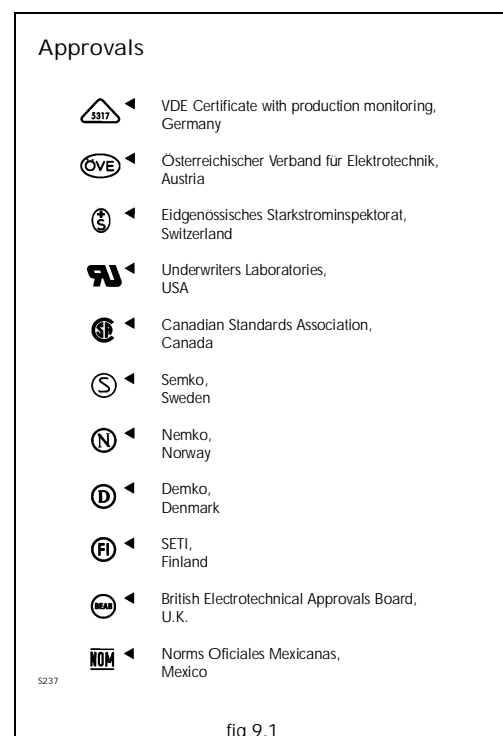 Approvals
5317
VDE Certificate with production monitoring,
Germany
ÖVE
Österreichischer Verband für Elektrotechnik,
Austria
+
S
Eidgenössisches Starkstrominspektorat,
Switzerland
RU
Underwriters Laboratories,
USA
SA
Canadian Standards Association,
Canada
S
Semko,
Sweden
N
Nemko,
Norway
D
Demko,
Denmark
FI
SETI,
Finland
BEAB
British Electrotechnical Approvals Board,
U.K.
NOM
Norms Oficiales Mexicanas,
Mexico
S237
fig 9.1